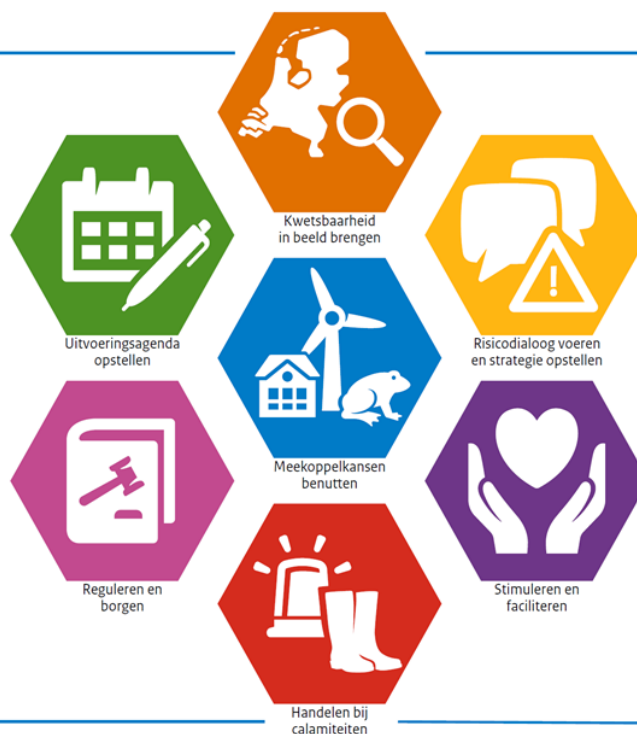 Kwetsbaarheid
in beeld brengen
Uitvoeringsagenda
opstellen
Risicodialoog voeren
en strategie opstellen
Meekoppelkansen
benutten
Reguleren en
borgen
Stimuleren en
faciliteren
Handelen bij
calamiteiten